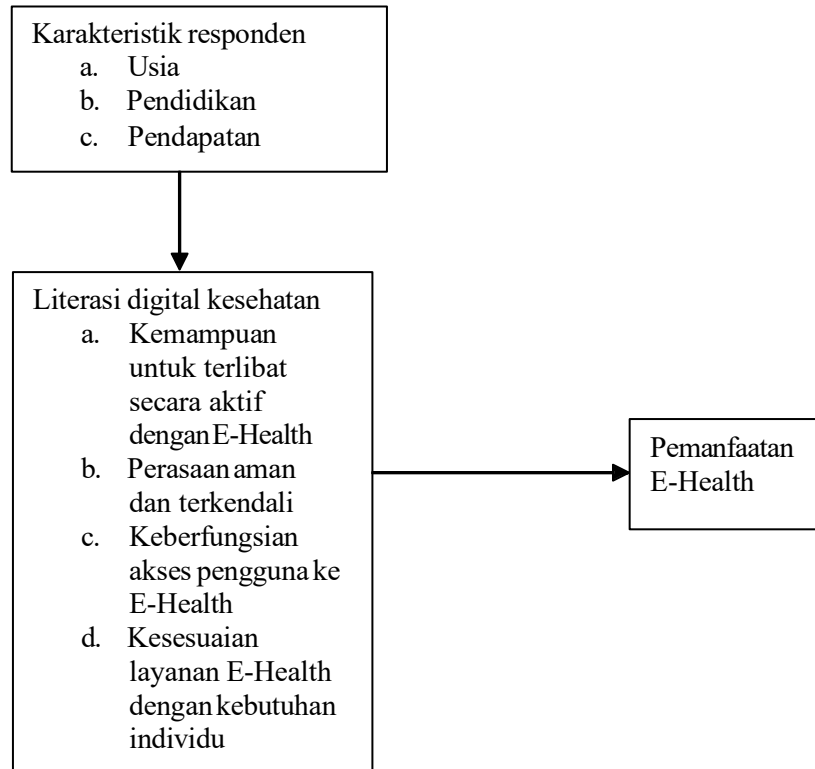 Karakteristik responden
a. Usia
b. Pendidikan
c. Pendapatan
Literasi digital kesehatan
a. Kemampuan
untuk terlibat
secara aktif
dengan E-Health
b. Perasaan aman
dan terkendali
c. Keberfungsian
akses pengguna ke
E-Health
d. Kesesuaian
layanan E-Health
dengan kebutuhan
individu
Pemanfaatan
E-Health